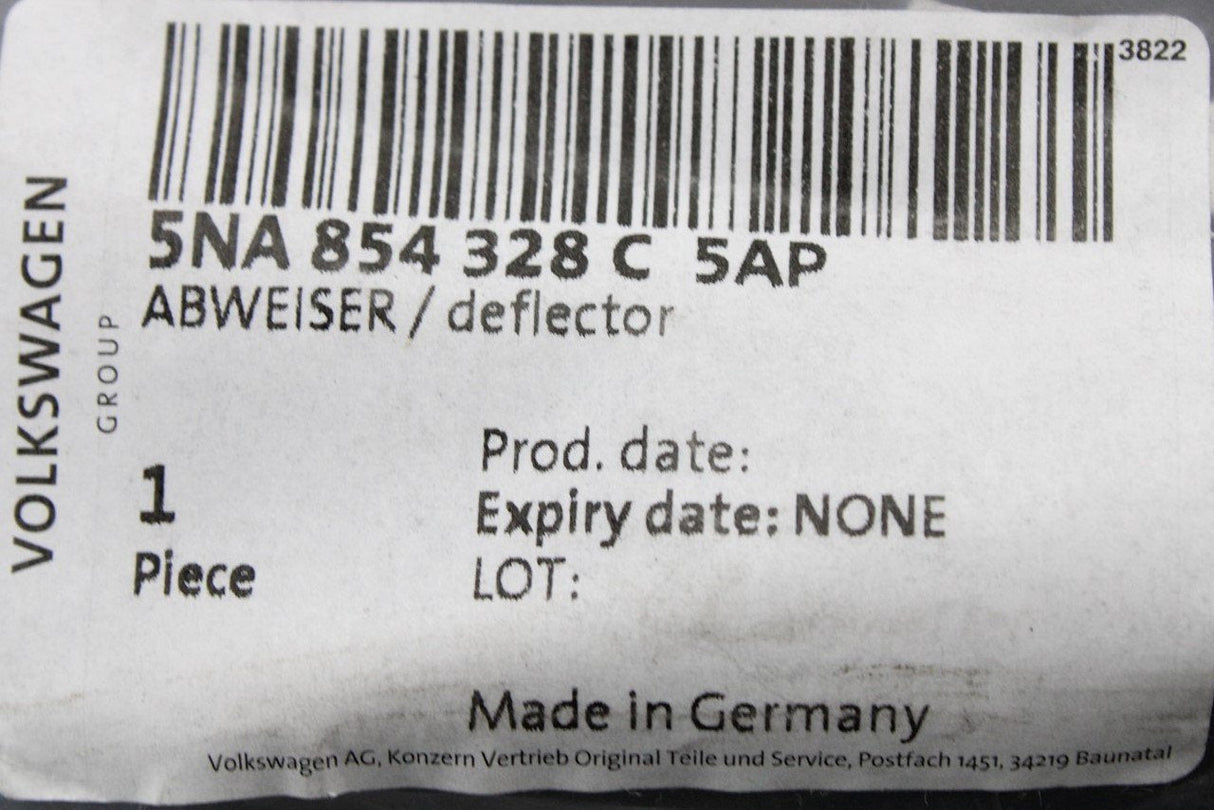 3822
5NA 854 328 C 5AP
ABWEISER / deflector
VOLKSWAGEN
GROUP
Prod. date:
1
Expiry date: NONE
Piece
LOT:
Made in Germany
Volkswagen AG, Konzern Vertrieb Original Teile und Service, Postfach 1451, 34219 Baunatal